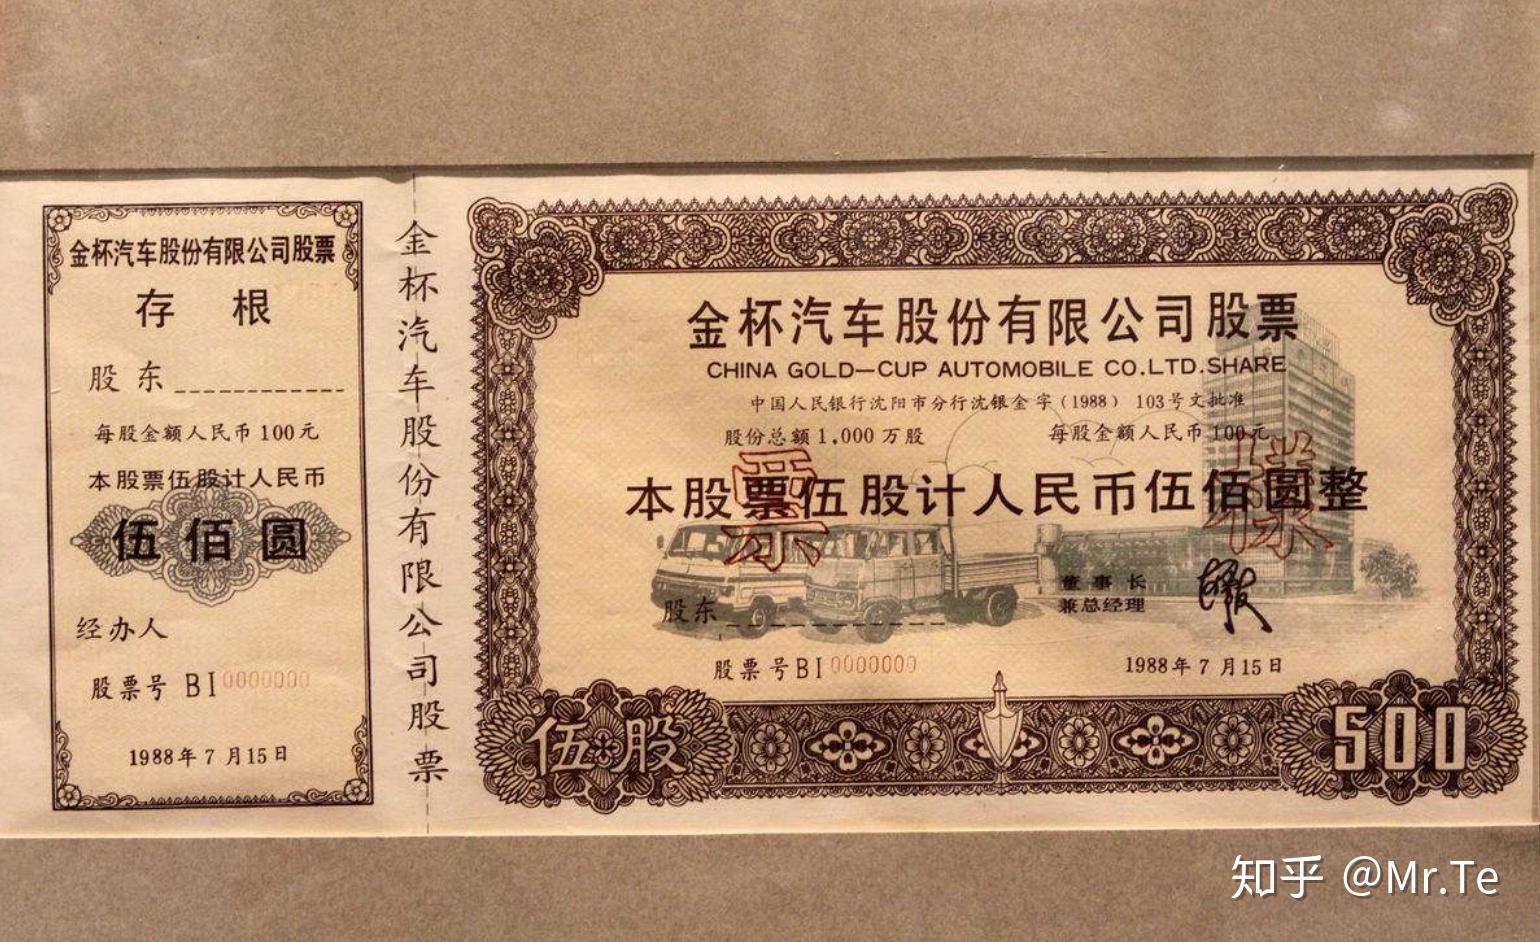 金杯汽车股份有限公司股票
存 根
股 东
每股金额人民币 100元
本股票伍股计人民币
伍佰圆
经办人
股票号 BI0000000
1988年 7 月15日
金杯汽车股份有限公司股票
金杯汽车股份有限公司股票
CHINA GOLD—CUP AUTOMOBILE CO.LTD.SHARE
中国人民银行沈阳市分行沈银金字（1988） 103号文批准
股份总额 1,000 万股 每股金额人民币 100元
本股票伍股计人民币伍佰圆整
票 樣
董 事 长
兼总经理
股东
股票号BI0000000 1988年 7 月15日
伍股 500
知乎 @Mr.Te